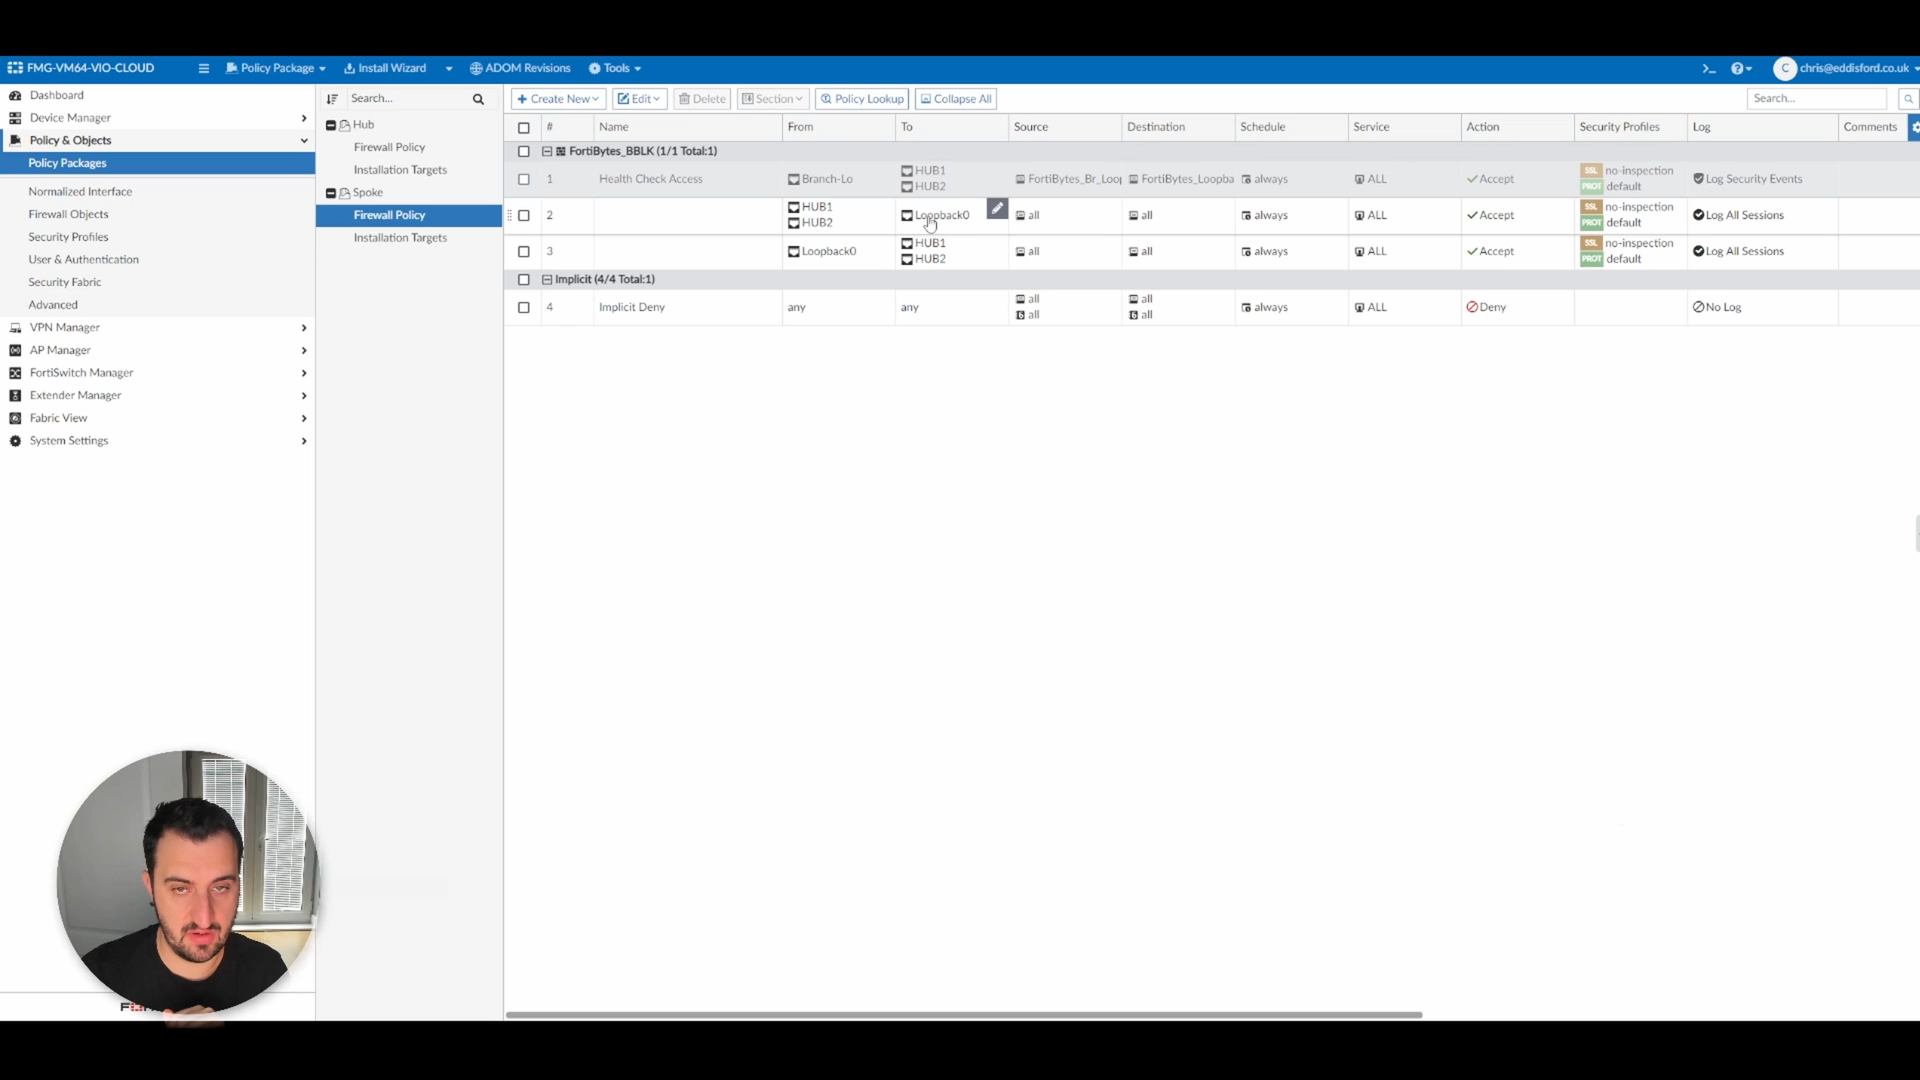 FMG-VM64-VIO-CLOUD
Policy Package
Install Wizard
ADOM Revisions
Tools
chris@eddisford.co.uk
C
Dashboard
Device Manager
Policy & Objects
Policy Packages
Normalized Interface
Firewall Objects
Security Profiles
User & Authentication
Security Fabric
Advanced
VPN Manager
AP Manager
FortiSwitch Manager
Extender Manager
Fabric View
System Settings
Search...
Hub
Firewall Policy
Installation Targets
Spoke
Firewall Policy
Installation Targets
+ Create New
Edit
Delete
Section
Policy Lookup
Collapse All
Search...
# Name From To Source Destination Schedule Service Action Security Profiles Log Comments
FortiBytes_BBLK (1/1 Total:1)
1 Health Check Access Branch-Lo HUB1 HUB2 FortiBytes_Br_Loop FortiBytes_Loopba always ALL Accept SSL no-inspection PROT default Log Security Events
2 HUB1 HUB2 Loopback0 all all always ALL Accept SSL no-inspection PROT default Log All Sessions
3 Loopback0 HUB1 HUB2 all all always ALL Accept SSL no-inspection PROT default Log All Sessions
Implicit (4/4 Total:1)
4 Implicit Deny any any all all all all always ALL Deny No Log